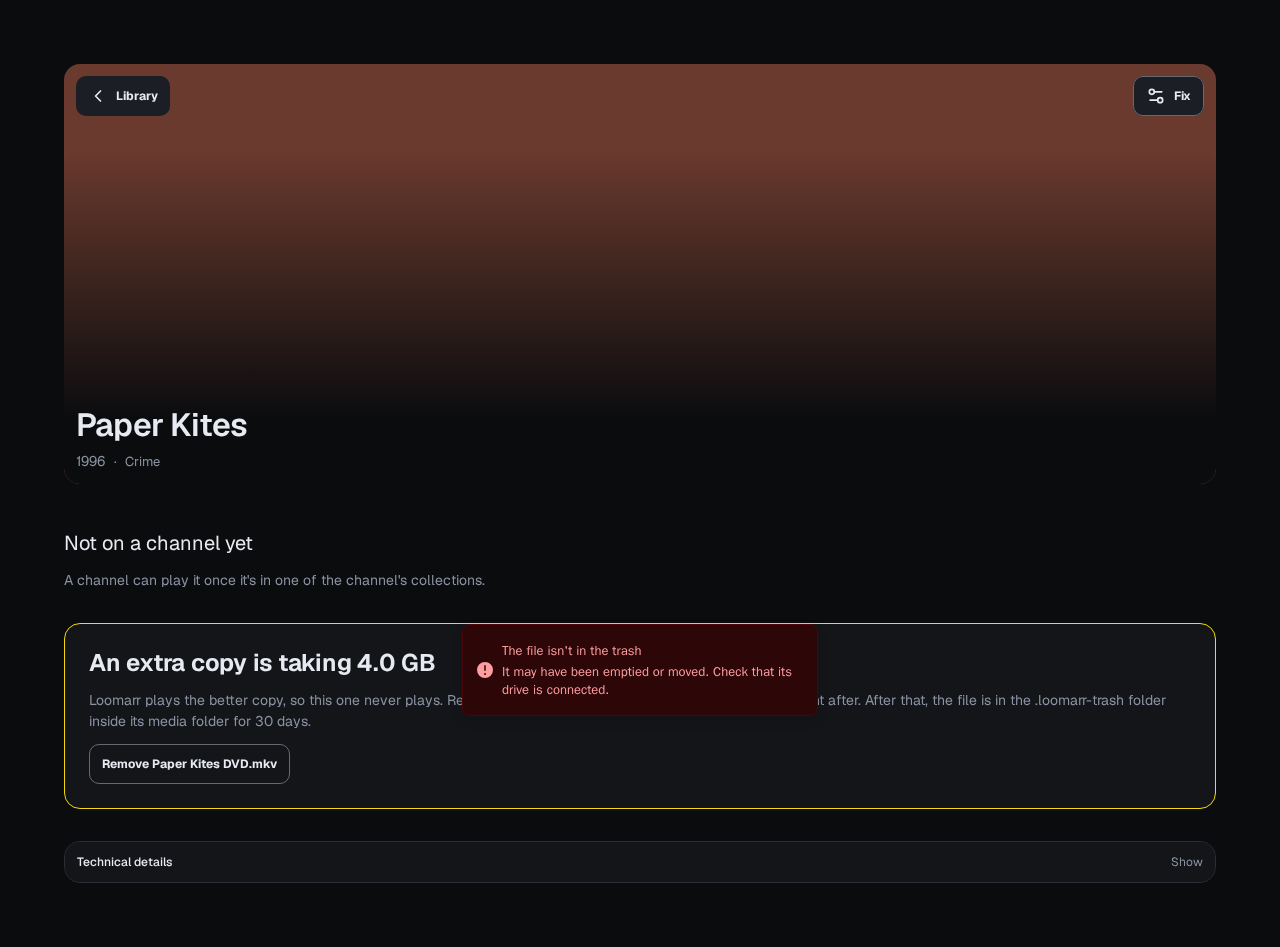 Library
Fix
Paper Kites
1996 · Crime
Not on a channel yet
A channel can play it once it's in one of the channel's collections.
An extra copy is taking 4.0 GB
The file isn't in the trash
It may have been emptied or moved. Check that its
drive is connected.
Loomarr plays the better copy, so this one never plays. after. After that, the file is in the .loomarr-trash folder
inside its media folder for 30 days.
Remove Paper Kites DVD.mkv
Technical details
Show